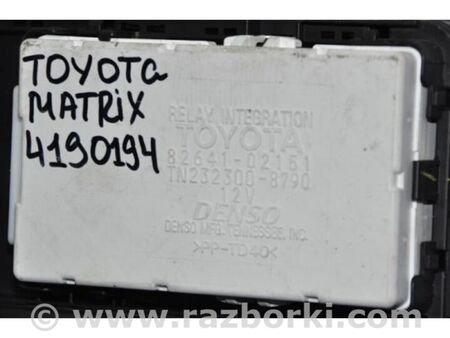 TOYOTA
MATRIX
4190194
RELAY INTEGRATION
TOYOTA
82641-02151
TN232300-8790
12V
DENSO
DENSO MFG. TENNESSEE, INC.
>PP-TD40<
www.razborki.com